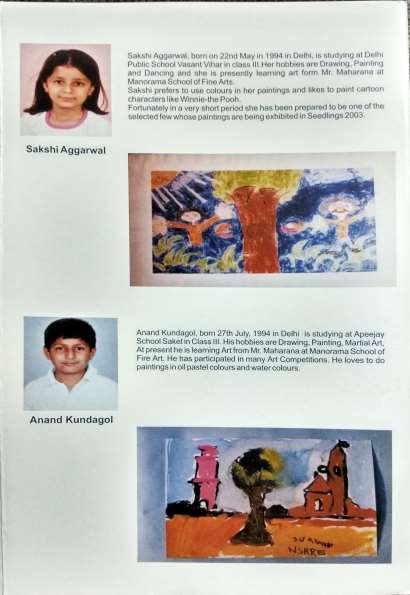 Sakshi Aggarwal, born on 22nd May in 1994 in Delhi, is studying at Delhi
Public School Vasant Vihar in class III.Her hobbies are Drawing, Painting
and Dancing and she is presently learning art form Mr. Maharana at
Manorama School of Fine Arts.
Sakshi prefers to use colours in her paintings and likes to paint cartoon
characters like Winnie-the Pooh.
Fortunately in a very short period she has been prepared to be one of the
selected few whose paintings are being exhibited in Seedlings 2003.
Sakshi Aggarwal
Anand Kundagol, born 27th July, 1994 in Delhi is studying at Apeejay
School Saket in Class III. His hobbies are Drawing, Painting, Martial Art,
At present he is learning Art from Mr. Maharana at Manorama School of
Fire Art. He has participated in many Art Competitions. He loves to do
paintings in oil pastel colours and water colours.
Anand Kundagol